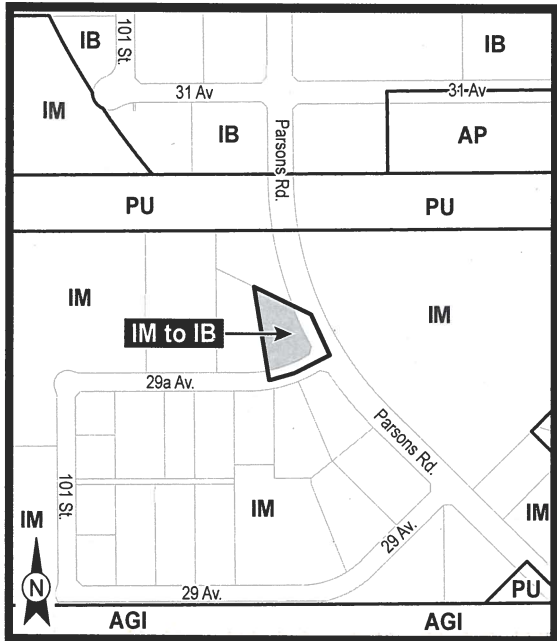 101 St.
IB
IB
IM
31 Av
31 Av
IB
Parsons Rd.
AP
PU
PU
IM
IM
IM to IB
29a Av.
Parsons Rd.
101 St.
IM
IM
IM
29 Av.
N
29 Av.
PU
AGI
AGI